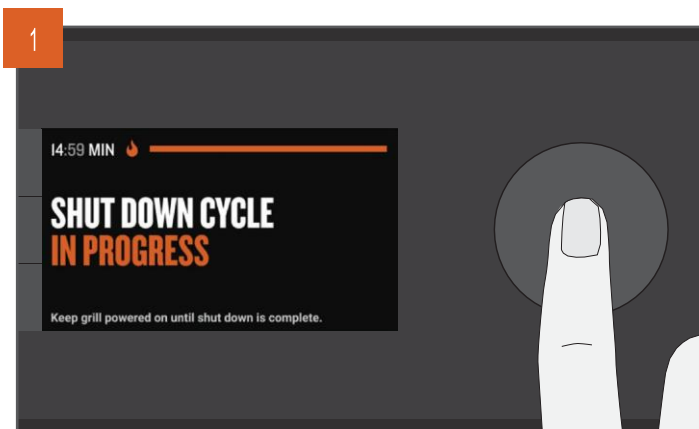 1
14:59 MIN
SHUT DOWN CYCLE
IN PROGRESS
Keep grill powered on until shut down is complete.